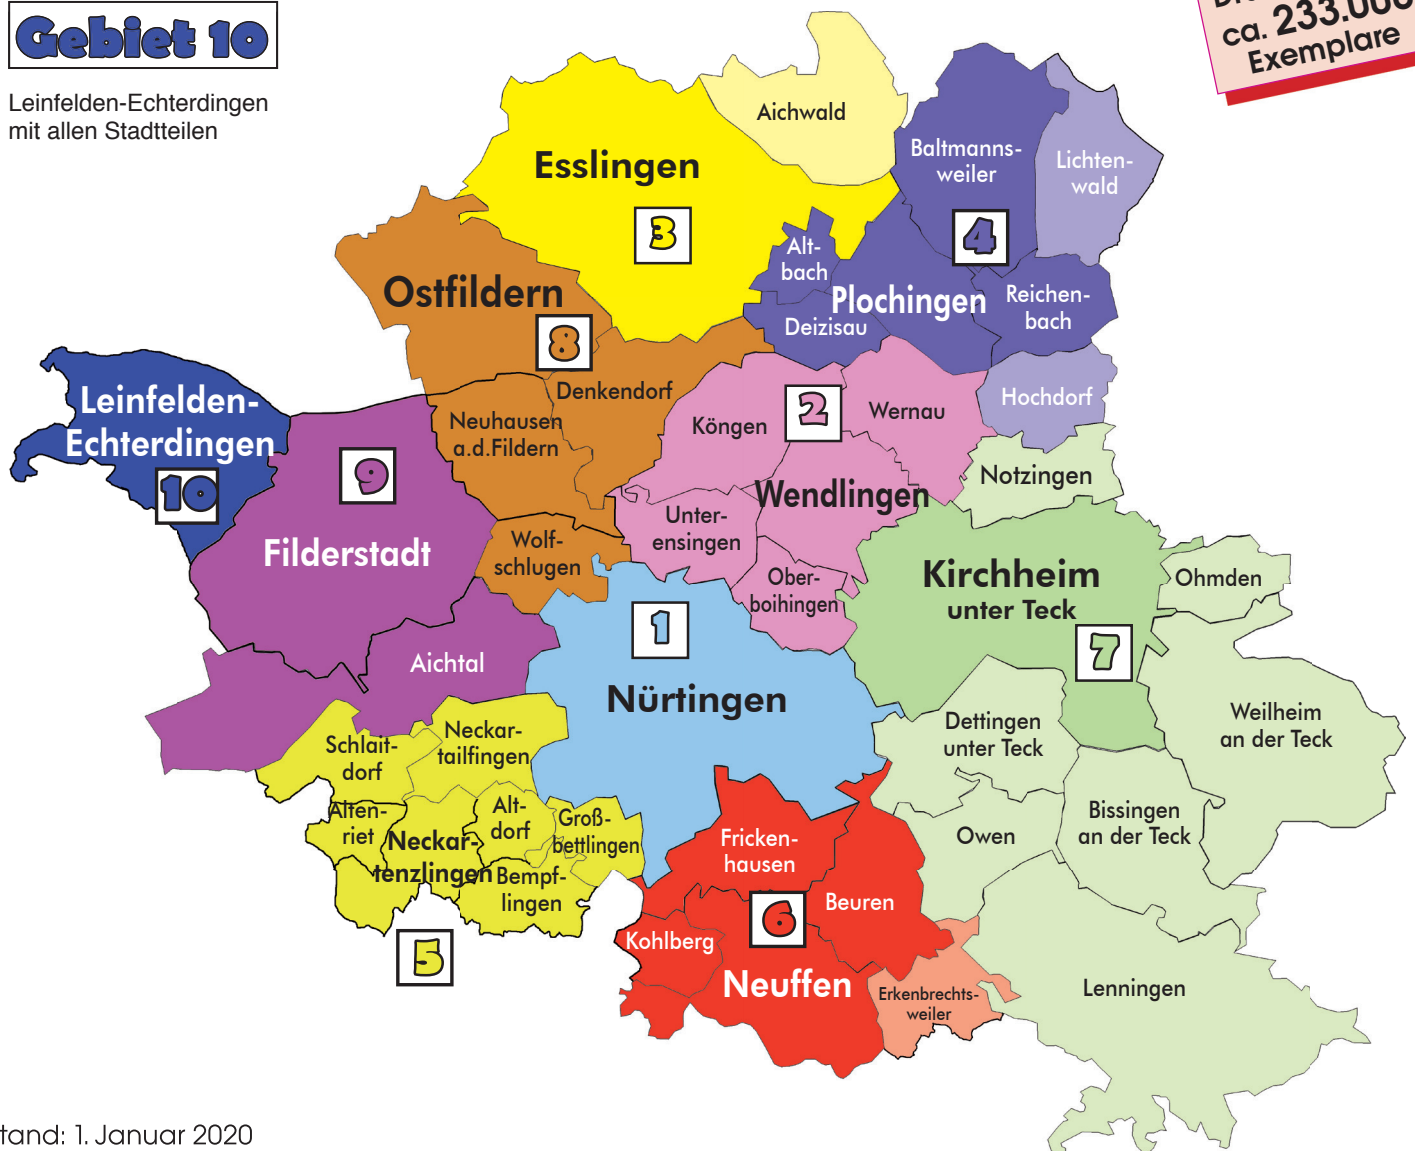 Gebiet 10
Leinfelden-Echterdingen
mit allen Stadtteilen
ca. 233.000
Exemplare
Aichwald
Esslingen
3
Baltmanns-
weiler
Lichten-
wald
4
Alt-
bach
Plochingen
Deizisau
Reichen-
bach
Hochdorf
Ostfildern
8
Denkendorf
Neuhausen
a.d.Fildern
Wolf-
schlugen
Leinfelden-
Echterdingen
10
9
Filderstadt
Aichtal
2
Köngen
Wernau
Wendlingen
Unter-
ensingen
Ober-
boihingen
Notzingen
Kirchheim
unter Teck
Ohmden
7
1
Nürtingen
Dettingen
unter Teck
Weilheim
an der Teck
Bissingen
an der Teck
Owen
Lenningen
Schlait-
dorf
Neckar-
tailfingen
Alten-
riet
Neckar-
tenzlingen
Alt-
dorf
Groß-
bettlingen
Bempf-
lingen
5
Fricken-
hausen
Beuren
6
Kohlberg
Neuffen
Erkenbrechts-
weiler
tand: 1. Januar 2020